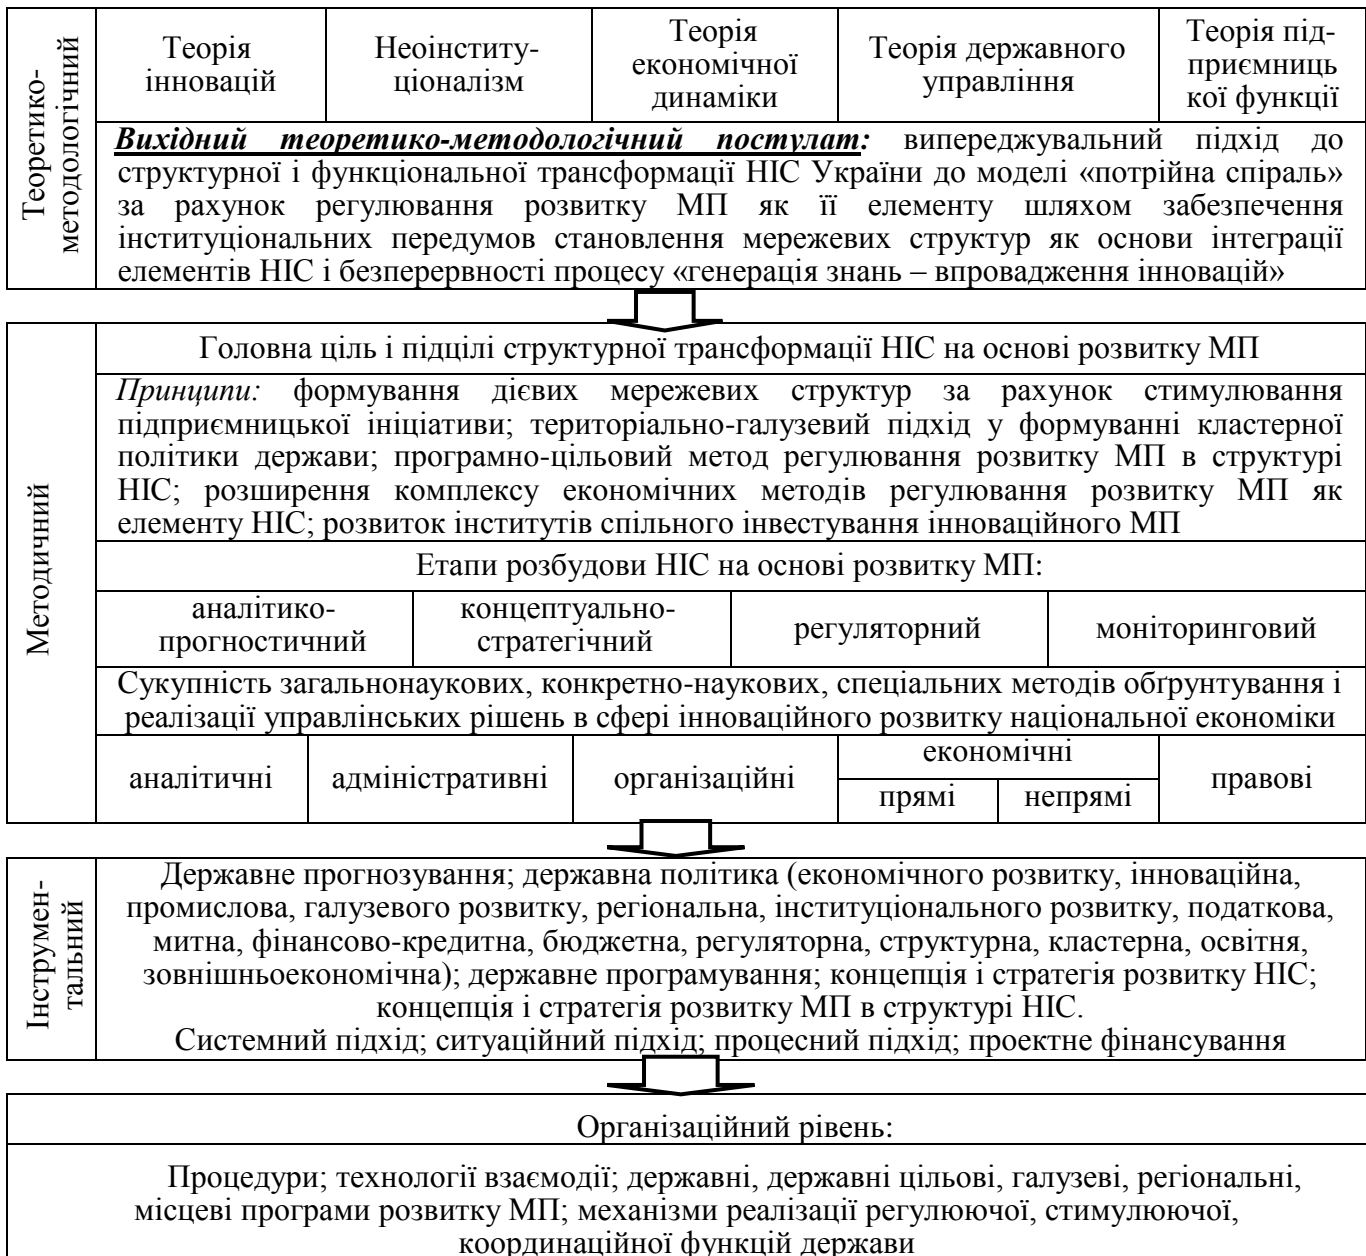 Теоретико-
методологічний
Теорія
інновацій
Неоінститу-
ціоналізм
Теорія
економічної
динаміки
Теорія державного
управління
Теорія під-
приємниць
кої функції
Вихідний теоретико-методологічний постулат: випереджувальний підхід до
структурної і функціональної трансформації НІС України до моделі «потрійна спіраль»
за рахунок регулювання розвитку МП як її елементу шляхом забезпечення
інституціональних передумов становлення мережевих структур як основи інтеграції
елементів НІС і безперервності процесу «генерація знань – впровадження інновацій»
Методичний
Головна ціль і підцілі структурної трансформації НІС на основі розвитку МП
Принципи: формування дієвих мережевих структур за рахунок стимулювання
підприємницької ініціативи; територіально-галузевий підхід у формуванні кластерної
політики держави; програмно-цільовий метод регулювання розвитку МП в структурі
НІС; розширення комплексу економічних методів регулювання розвитку МП як
елементу НІС; розвиток інститутів спільного інвестування інноваційного МП
Етапи розбудови НІС на основі розвитку МП:
аналітико-
прогностичний
концептуально-
стратегічний
регуляторний
моніторинговий
Сукупність загальнонаукових, конкретно-наукових, спеціальних методів обґрунтування і
реалізації управлінських рішень в сфері інноваційного розвитку національної економіки
аналітичні
адміністративні
організаційні
економічні
прямі
непрямі
правові
Інструмен-
тальний
Державне прогнозування; державна політика (економічного розвитку, інноваційна,
промислова, галузевого розвитку, регіональна, інституціонального розвитку, податкова,
митна, фінансово-кредитна, бюджетна, регуляторна, структурна, кластерна, освітня,
зовнішньоекономічна); державне програмування; концепція і стратегія розвитку НІС;
концепція і стратегія розвитку МП в структурі НІС.
Системний підхід; ситуаційний підхід; процесний підхід; проектне фінансування
Організаційний рівень:
Процедури; технології взаємодії; державні, державні цільові, галузеві, регіональні,
місцеві програми розвитку МП; механізми реалізації регулюючої, стимулюючої,
координаційної функцій держави